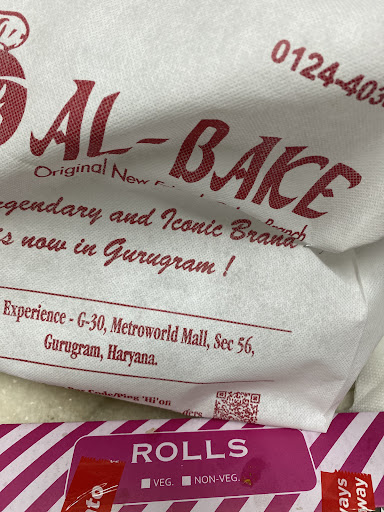 0124-403
AL-BAKE
Original New
egendary and Iconic Brand
is now in Gurugram !
Experience - G-30, Metroworld Mall, Sec 56,
Gurugram, Haryana.
ROLLS
VEG. NON-VEG.